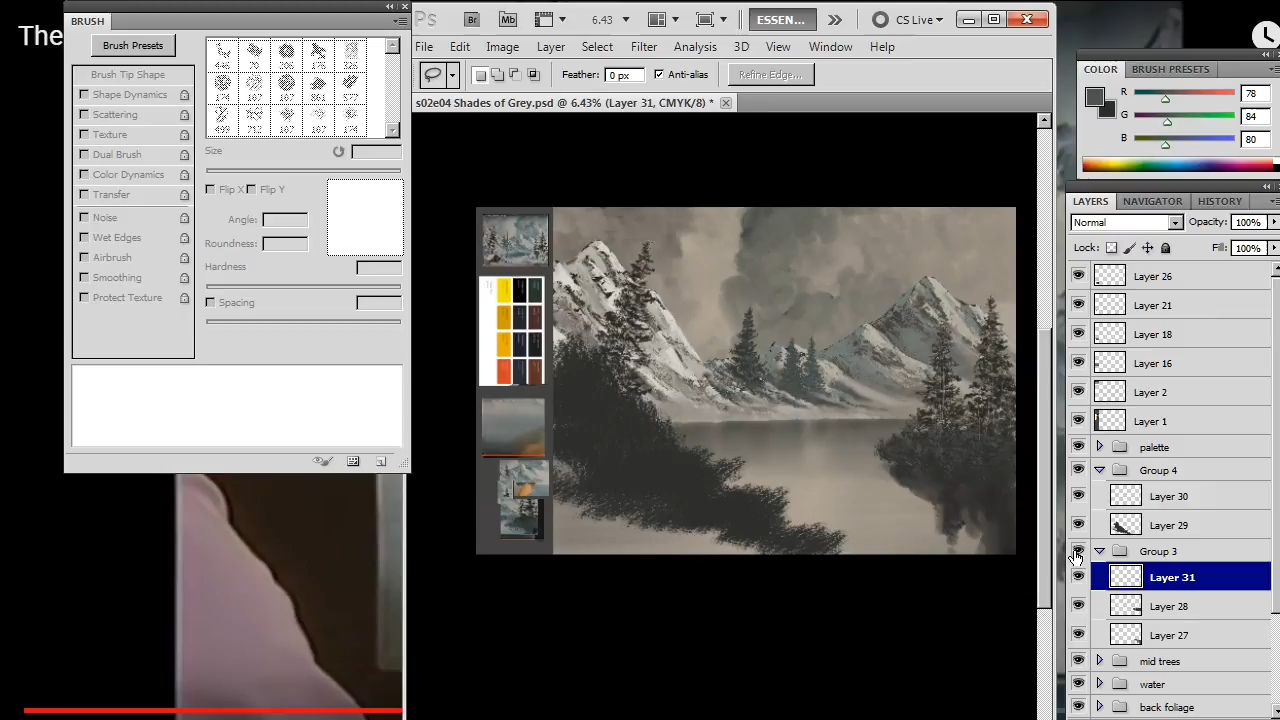 The
BRUSH
Brush Presets
Brush Tip Shape
Shape Dynamics
Scattering
Texture
Dual Brush
Color Dynamics
Transfer
Noise
Wet Edges
Airbrush
Smoothing
Protect Texture
Size
Flip X
Flip Y
Angle:
Roundness:
Hardness
Spacing
Ps
Br
Mb
6.43
ESSEN...
CS Live
File Edit Image Layer Select Filter Analysis 3D View Window Help
Feather: 0 px
Anti-alias
Refine Edge...
s02e04 Shades of Grey.psd @ 6.43% (Layer 31, CMYK/8) *
COLOR
BRUSH PRESETS
R 78
G 84
B 80
LAYERS NAVIGATOR HISTORY
Normal
Opacity: 100%
Lock:
Fill: 100%
Layer 26
Layer 21
Layer 18
Layer 16
Layer 2
Layer 1
palette
Group 4
Layer 30
Layer 29
Group 3
Layer 31
Layer 28
Layer 27
mid trees
water
back foliage